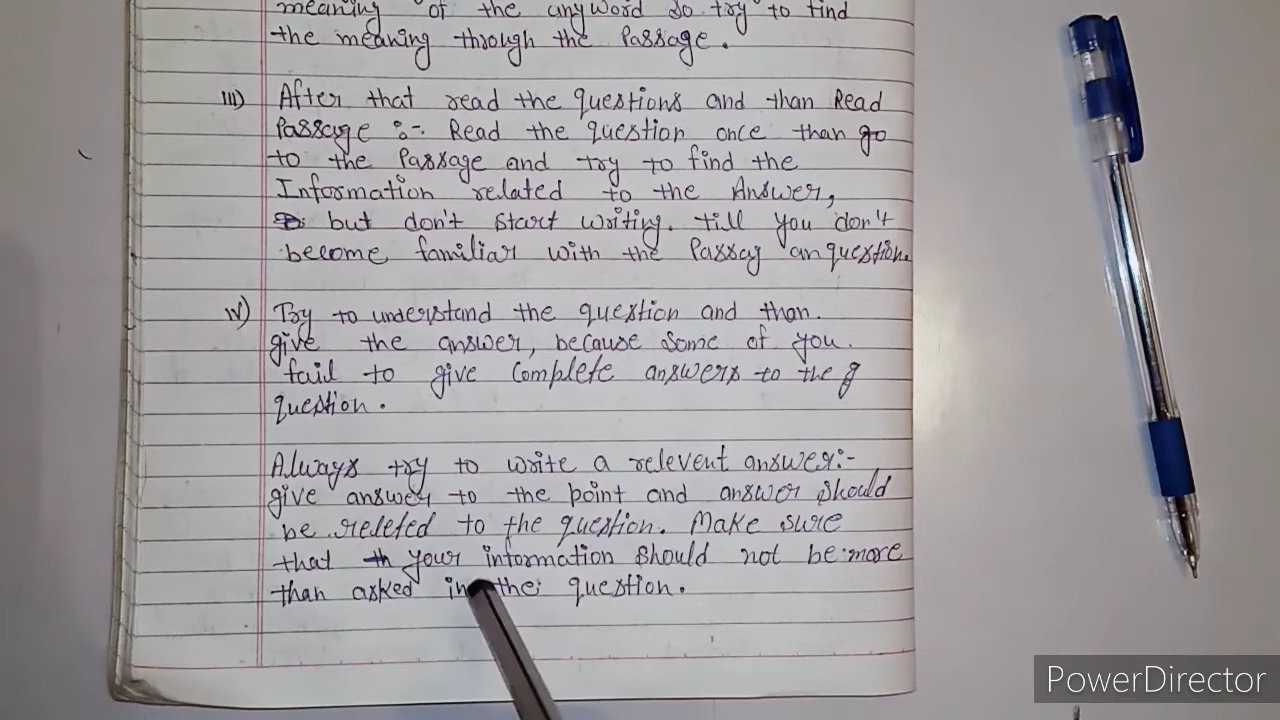 meaning of the anyword so try to find
the meaning through the Passage.
III) After that read the questions and than Read
Passage :- Read the question once than go
to the Passage and try to find the
Information related to the Answer,
but don't start writing. till you don't
become familiar with the Passag an question.
IV) Try to understand the question and than.
give the answer, because some of you.
fail to give complete answers to the q
question.
Always try to write a relevent answer:-
give answer to the point and answer should
be releted to the question. Make sure
that th your information should not be more
than asked in the question.
PowerDirector